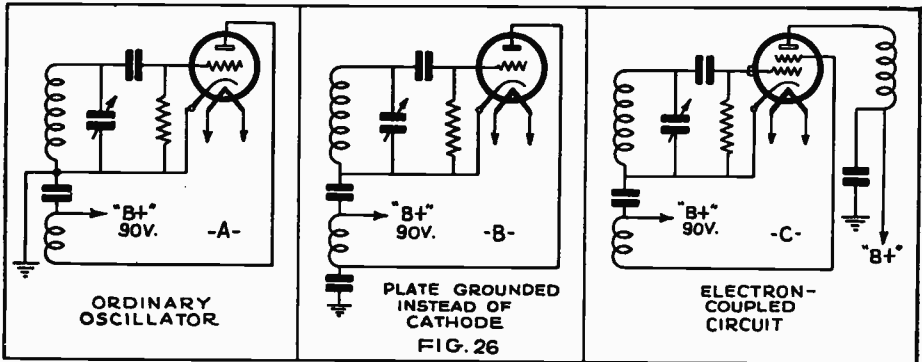 "B+"
90V.
-A-
ORDINARY
OSCILLATOR
"B+"
90V.
-B-
PLATE GROUNDED
INSTEAD OF
CATHODE
FIG. 26
"B+"
90V.
-C-
"B+"
ELECTRON-
COUPLED
CIRCUIT